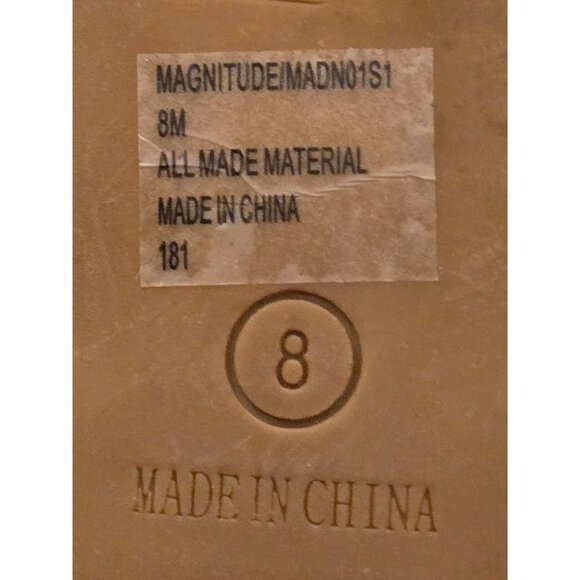 MAGNITUDE/MADN01S1
8M
ALL MADE MATERIAL
MADE IN CHINA
181
8
MADE IN CHINA